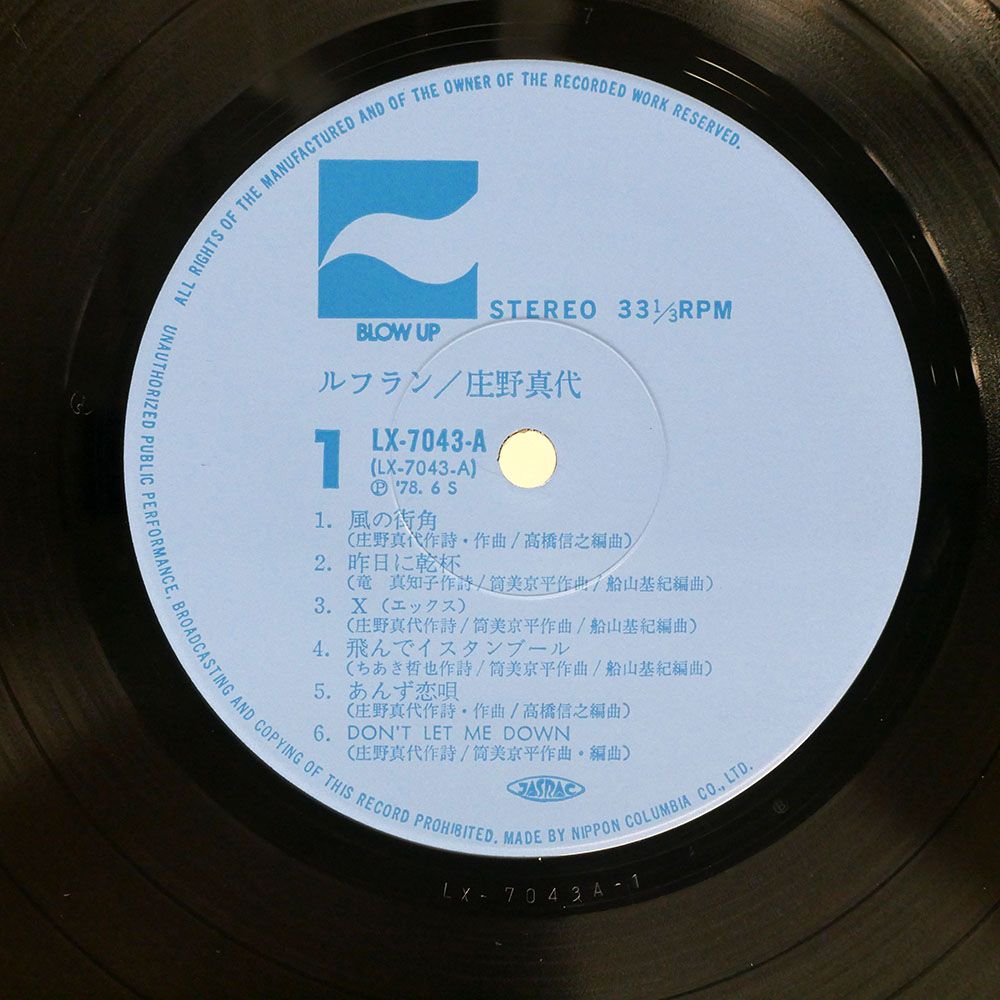 ALL RIGHTS OF THE MANUFACTURED AND OF THE OWNER OF THE RECORDED WORK RESERVED.
BLOW UP
STEREO 33 1/3 RPM
ルフラン/庄野真代
1
LX-7043-A
(LX-7043-A)
Ⓟ '78. 6 S
1. 風の街角
(庄野真代作詩・作曲/高橋信之編曲)
2. 昨日に乾杯
(竜 真知子作詩/筒美京平作曲/船山基紀編曲)
3. X (エックス)
(庄野真代作詩/筒美京平作曲/船山基紀編曲)
4. 飛んでイスタンブール
(ちあき哲也作詩/筒美京平作曲/船山基紀編曲)
5. あんず恋唄
(庄野真代作詩・作曲/高橋信之編曲)
6. DON'T LET ME DOWN
(庄野真代作詩/筒美京平作曲・編曲)
JASRAC
UNAUTHORIZED PUBLIC PERFORMANCE, BROADCASTING AND COPYING OF THIS RECORD PROHIBITED. MADE BY NIPPON COLUMBIA CO., LTD.
LX-7043A-1
7